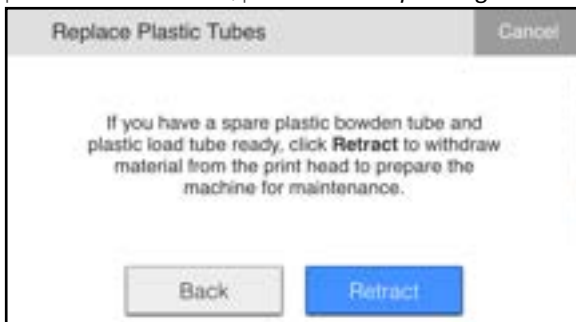 Replace Plastic Tubes
Cancel
If you have a spare plastic bowden tube and
plastic load tube ready, click Retract to withdraw
material from the print head to prepare the
machine for maintenance.
Back
Retract